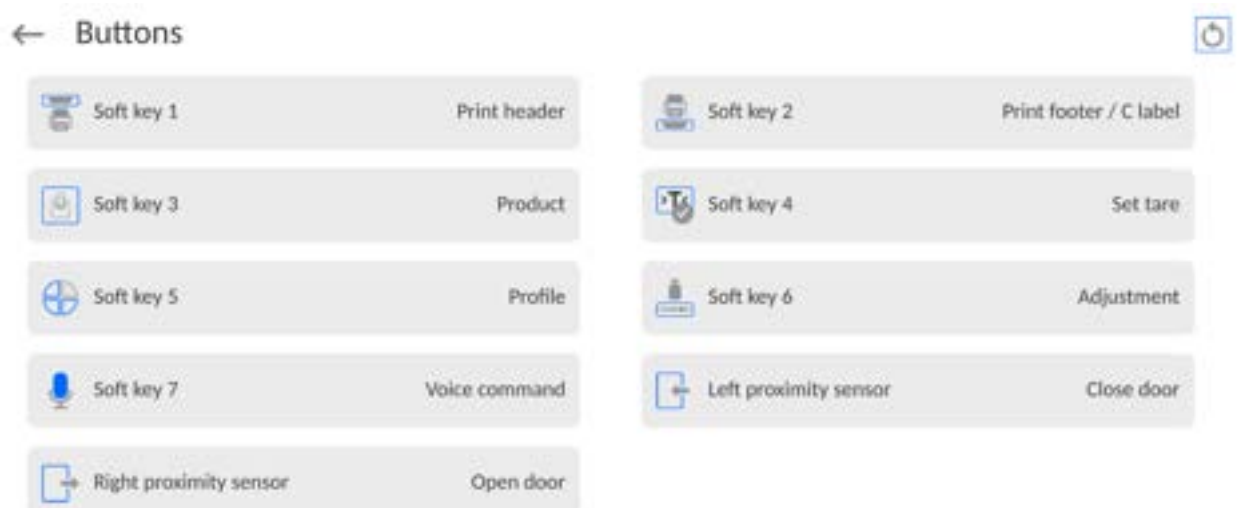 Buttons
Soft key 1 Print header
Soft key 2 Print footer / C label
Soft key 3 Product
Soft key 4 Set tare
Soft key 5 Profile
Soft key 6 Adjustment
Soft key 7 Voice command
Left proximity sensor Close door
Right proximity sensor Open door